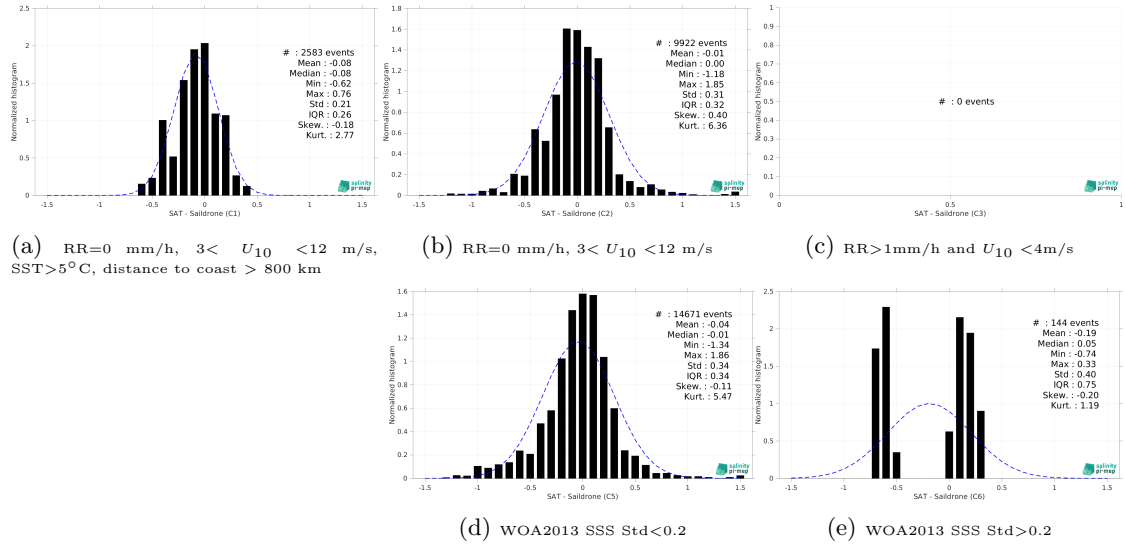 2.5
2
1.5
1
0.5
0
-1.5
-1
-0.5
0
0.5
1
1.5
Normalized histogram
SAT - Saildrone (C1)
# : 2583 events
Mean : -0.08
Median : -0.08
Min : -0.62
Max : 0.76
Std : 0.21
IQR : 0.26
Skew. : -0.18
Kurt. : 2.77
salinity
pi-mep
(a) RR=0 mm/h, 3< U10 <12 m/s,
SST>5°C, distance to coast > 800 km
1.8
1.6
1.4
1.2
1
0.8
0.6
0.4
0.2
0
-1.5
-1
-0.5
0
0.5
1
1.5
Normalized histogram
SAT - Saildrone (C2)
# : 9922 events
Mean : -0.01
Median : 0.00
Min : -1.18
Max : 1.85
Std : 0.31
IQR : 0.32
Skew. : 0.40
Kurt. : 6.36
salinity
pi-mep
(b) RR=0 mm/h, 3< U10 <12 m/s
1
0.9
0.8
0.7
0.6
0.5
0.4
0.3
0.2
0.1
0
0
0.5
1
Normalized histogram
SAT - Saildrone (C3)
# : 0 events
salinity
pi-mep
(c) RR>1mm/h and U10 <4m/s
1.6
1.4
1.2
1
0.8
0.6
0.4
0.2
0
-1.5
-1
-0.5
0
0.5
1
1.5
Normalized histogram
SAT - Saildrone (C5)
# : 14671 events
Mean : -0.04
Median : -0.01
Min : -1.34
Max : 1.86
Std : 0.34
IQR : 0.34
Skew. : -0.11
Kurt. : 5.47
salinity
pi-mep
(d) WOA2013 SSS Std<0.2
2.5
2
1.5
1
0.5
0
-1.5
-1
-0.5
0
0.5
1
1.5
Normalized histogram
SAT - Saildrone (C6)
# : 144 events
Mean : -0.19
Median : 0.05
Min : -0.74
Max : 0.33
Std : 0.40
IQR : 0.75
Skew. : -0.20
Kurt. : 1.19
salinity
pi-mep
(e) WOA2013 SSS Std>0.2